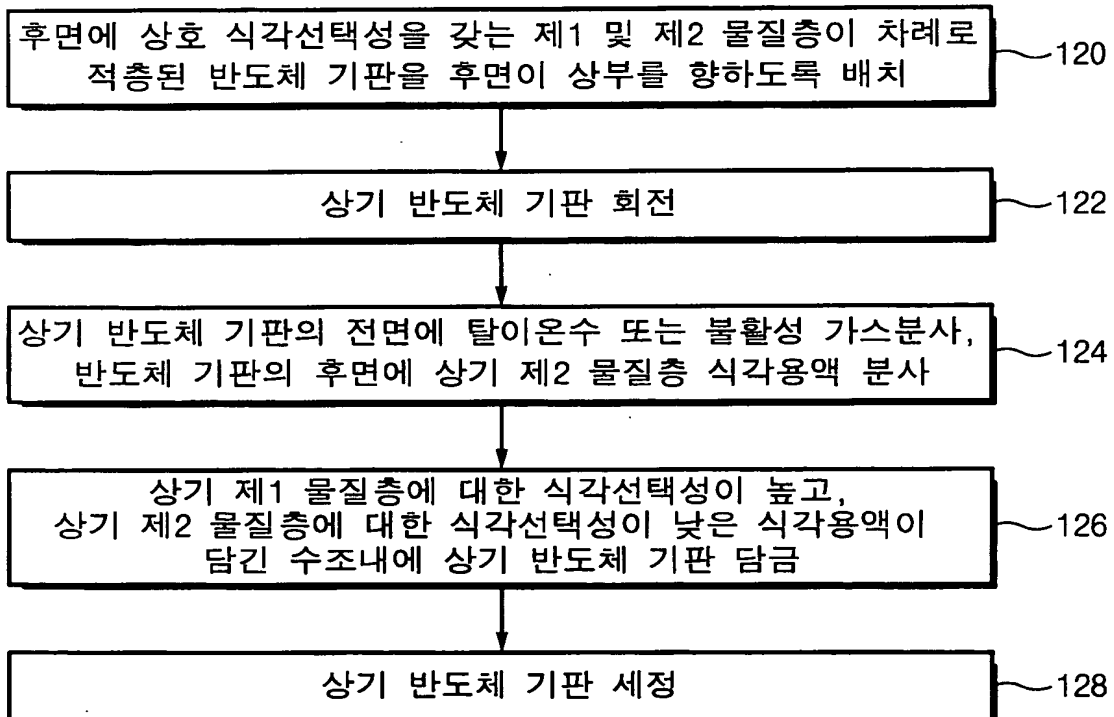 후면에 상호 식각선택성을 갖는 제1 및 제2 물질층이 차례로
적층된 반도체 기판을 후면이 상부를 향하도록 배치
120
상기 반도체 기판 회전
122
상기 반도체 기판의 전면에 탈이온수 또는 불활성 가스분사,
반도체 기판의 후면에 상기 제2 물질층 식각용액 분사
124
상기 제1 물질층에 대한 식각선택성이 높고,
상기 제2 물질층에 대한 식각선택성이 낮은 식각용액이
담긴 수조내에 상기 반도체 기판 담금
126
상기 반도체 기판 세정
128